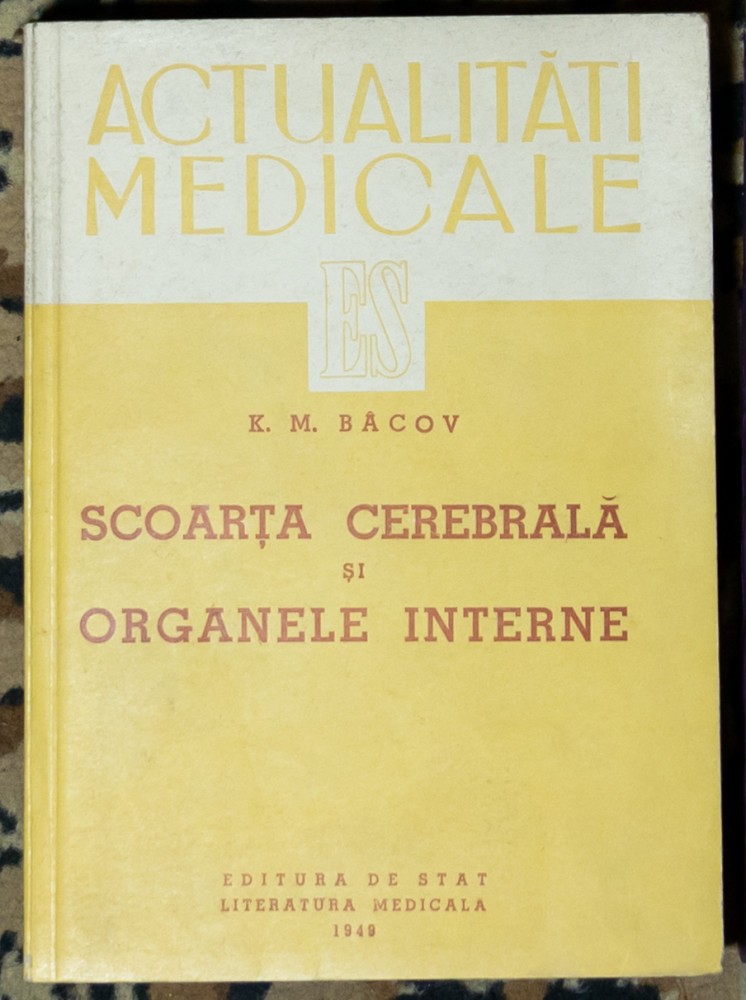 ACTUALITĂTI
MEDICALE
ES
K. M. BÂCOV
SCOARȚA CEREBRALĂ
ȘI
ORGANELE INTERNE
EDITURA DE STAT
LITERATURA MEDICALA
1949